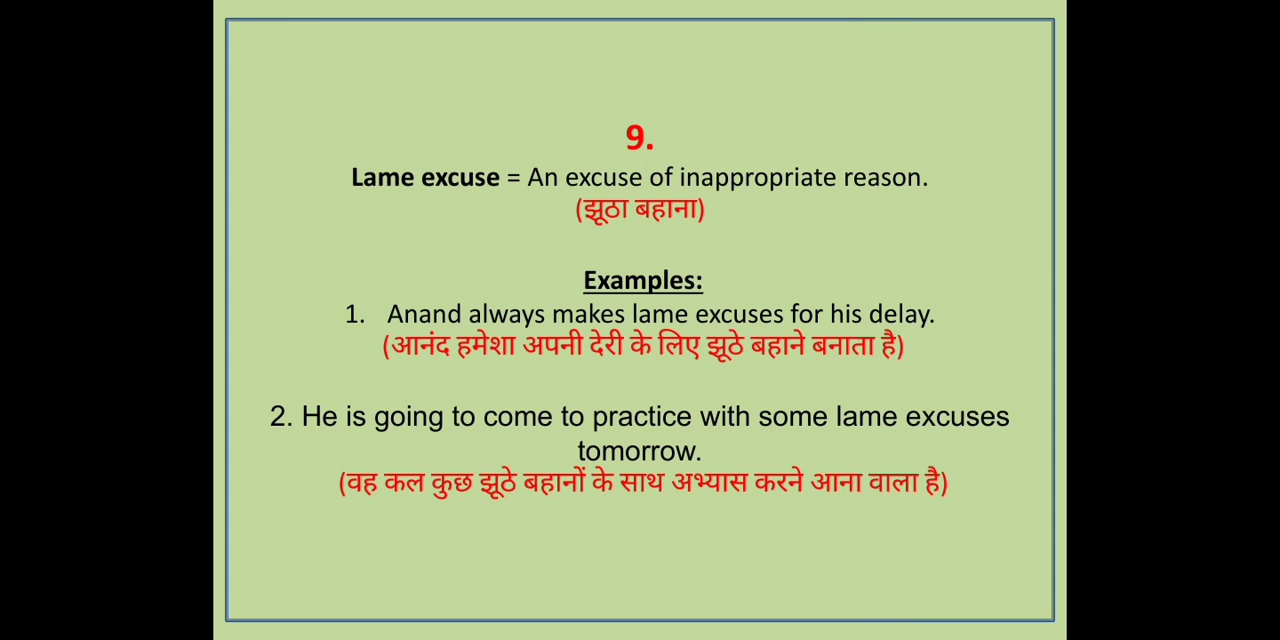 9.
Lame excuse = An excuse of inappropriate reason.
(झूठा बहाना)
Examples:
1. Anand always makes lame excuses for his delay.
(आनंद हमेशा अपनी देरी के लिए झूठे बहाने बनाता है)
2. He is going to come to practice with some lame excuses
tomorrow.
(वह कल कुछ झूठे बहानों के साथ अभ्यास करने आना वाला है)